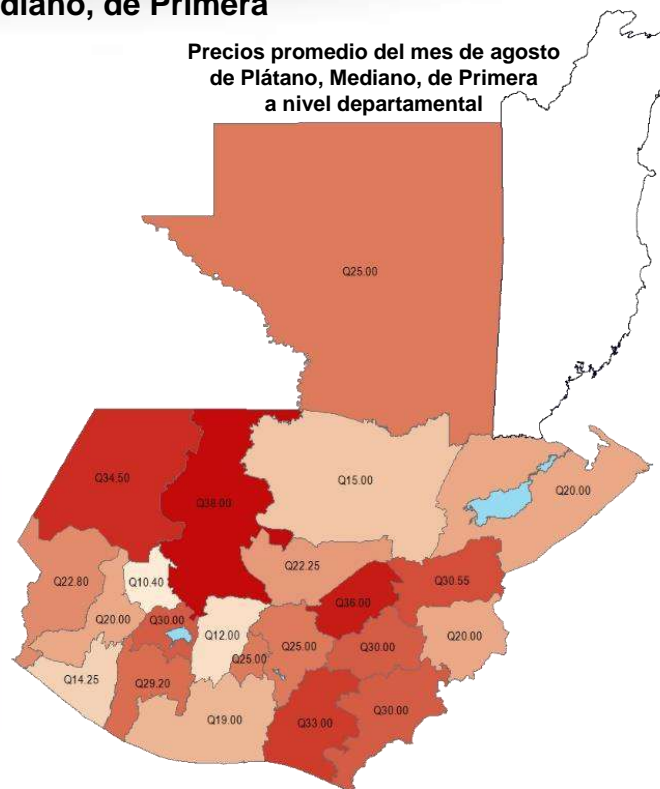 diano, de Primera
Precios promedio del mes de agosto
de Plátano, Mediano, de Primera
a nivel departamental
Q25.00
Q34.50
Q38.00
Q15.00
Q20.00
Q22.80
Q10.40
Q22.25
Q30.55
Q36.00
Q20.00
Q30.00
Q12.00
Q25.00
Q30.00
Q20.00
Q25.00
Q14.25
Q29.20
Q19.00
Q33.00
Q30.00